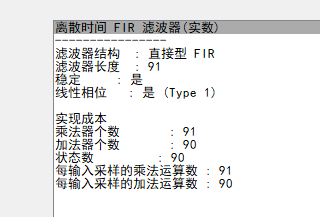 离散时间 FIR 滤波器(实数)
----------------
滤波器结构  : 直接型 FIR
滤波器长度  : 91
稳定     : 是
线性相位   : 是 (Type 1)
实现成本
乘法器个数       : 91
加法器个数       : 90
状态数         : 90
每输入采样的乘法运算数 : 91
每输入采样的加法运算数 : 90